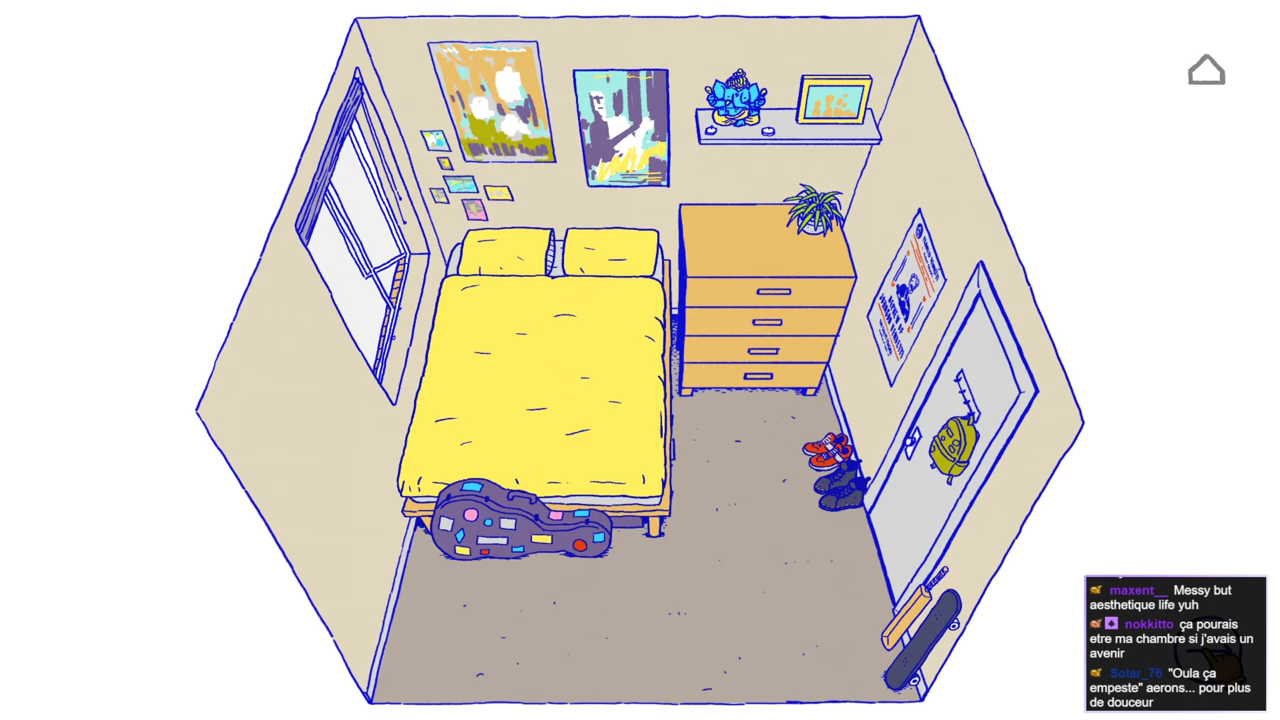 maxent__ Messy but
aesthetique life yuh
nokkitto ça pourais
etre ma chambre si j'avais un
avenir
Solar_76 "Oula ça
empeste" aerons... pour plus
de douceur